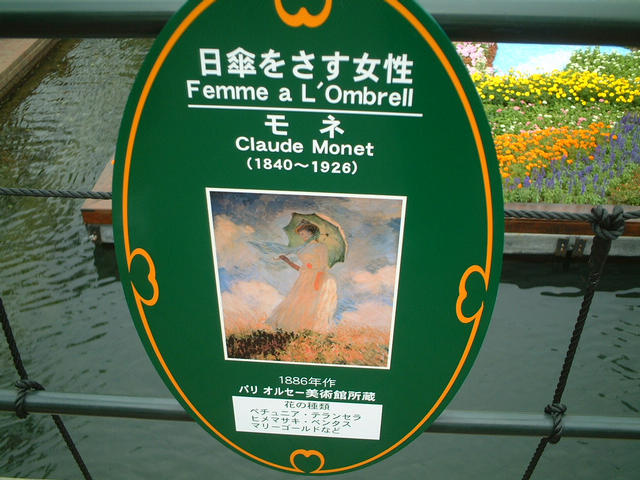 日傘をさす女性
Femme a L'Ombrell
モネ
Claude Monet
(1840〜1926)
1886年作
パリ オルセー美術館所蔵
花の種類
ペチュニア・テランセラ
ヒメマサキ・ペンタス
マリーゴールドなど